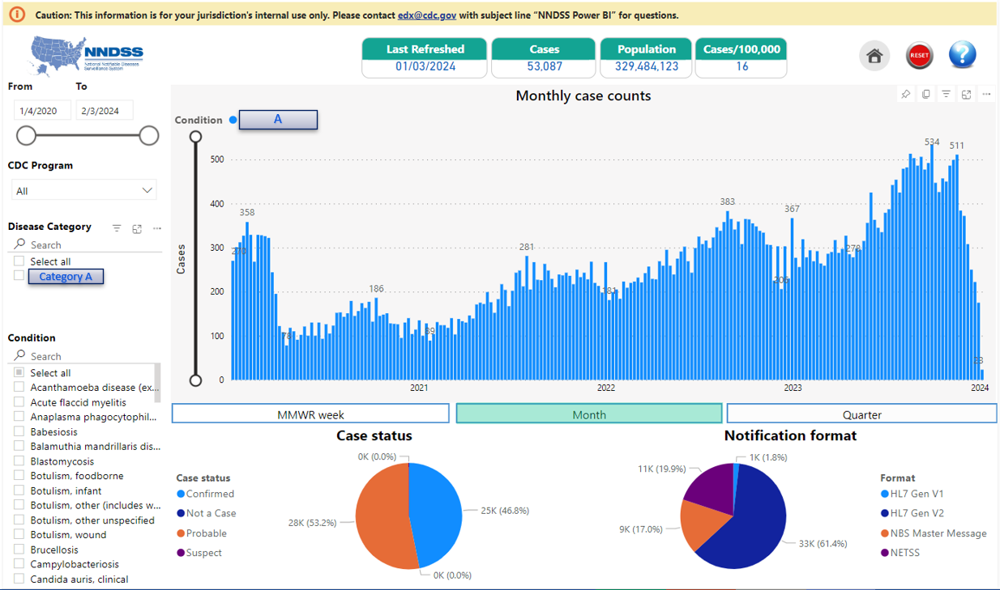 Caution: This information is for your jurisdiction's internal use only. Please contact edx@cdc.gov with subject line “NNDSS Power BI” for questions.
NNDSS
National Notifiable Diseases
Surveillance System
Last Refreshed
01/03/2024
Cases
53,087
Population
329,484,123
Cases/100,000
16
RESET
?
From
To
1/4/2020
2/3/2024
CDC Program
All
Disease Category
Search
Select all
Category A
Condition
Search
Select all
Acanthamoeba disease (ex...
Acute flaccid myelitis
Anaplasma phagocytophil...
Babesiosis
Balamuthia mandrillaris dis...
Blastomycosis
Botulism, foodborne
Botulism, infant
Botulism, other (includes w...
Botulism, other unspecified
Botulism, wound
Brucellosis
Campylobacteriosis
Candida auris, clinical
Monthly case counts
Condition
A
Cases
500
400
300
200
100
0
358
78
186
89
281
181
383
206
367
278
534
511
23
2021
2022
2023
2024
MMWR week
Month
Quarter
Case status
Case status
Confirmed
Not a Case
Probable
Suspect
0K (0.0%)
28K (53.2%)
25K (46.8%)
0K (0.0%)
Notification format
1K (1.8%)
11K (19.9%)
9K (17.0%)
33K (61.4%)
Format
HL7 Gen V1
HL7 Gen V2
NBS Master Message
NETSS